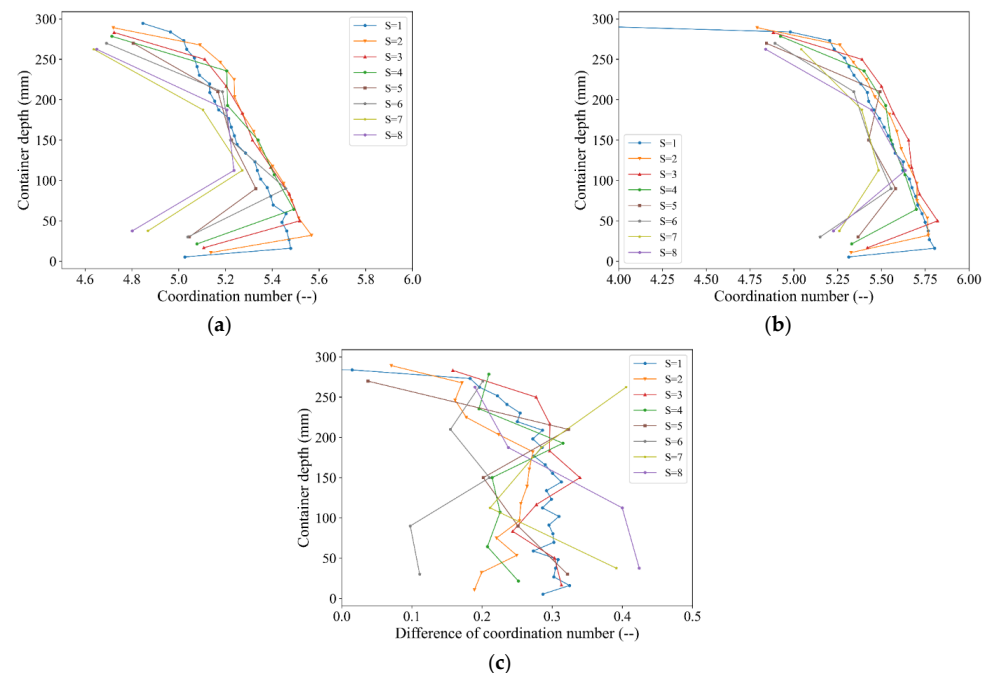 300
250
200
150
100
50
0
Container depth (mm)
4.6 4.8 5.0 5.2 5.4 5.6 5.8 6.0
Coordination number (--)
S=1
S=2
S=3
S=4
S=5
S=6
S=7
S=8
(a)
300
250
200
150
100
50
0
Container depth (mm)
4.00 4.25 4.50 4.75 5.00 5.25 5.50 5.75 6.00
Coordination number (--)
S=1
S=2
S=3
S=4
S=5
S=6
S=7
S=8
(b)
300
250
200
150
100
50
0
Container depth (mm)
0.0 0.1 0.2 0.3 0.4 0.5
Difference of coordination number (--)
S=1
S=2
S=3
S=4
S=5
S=6
S=7
S=8
(c)